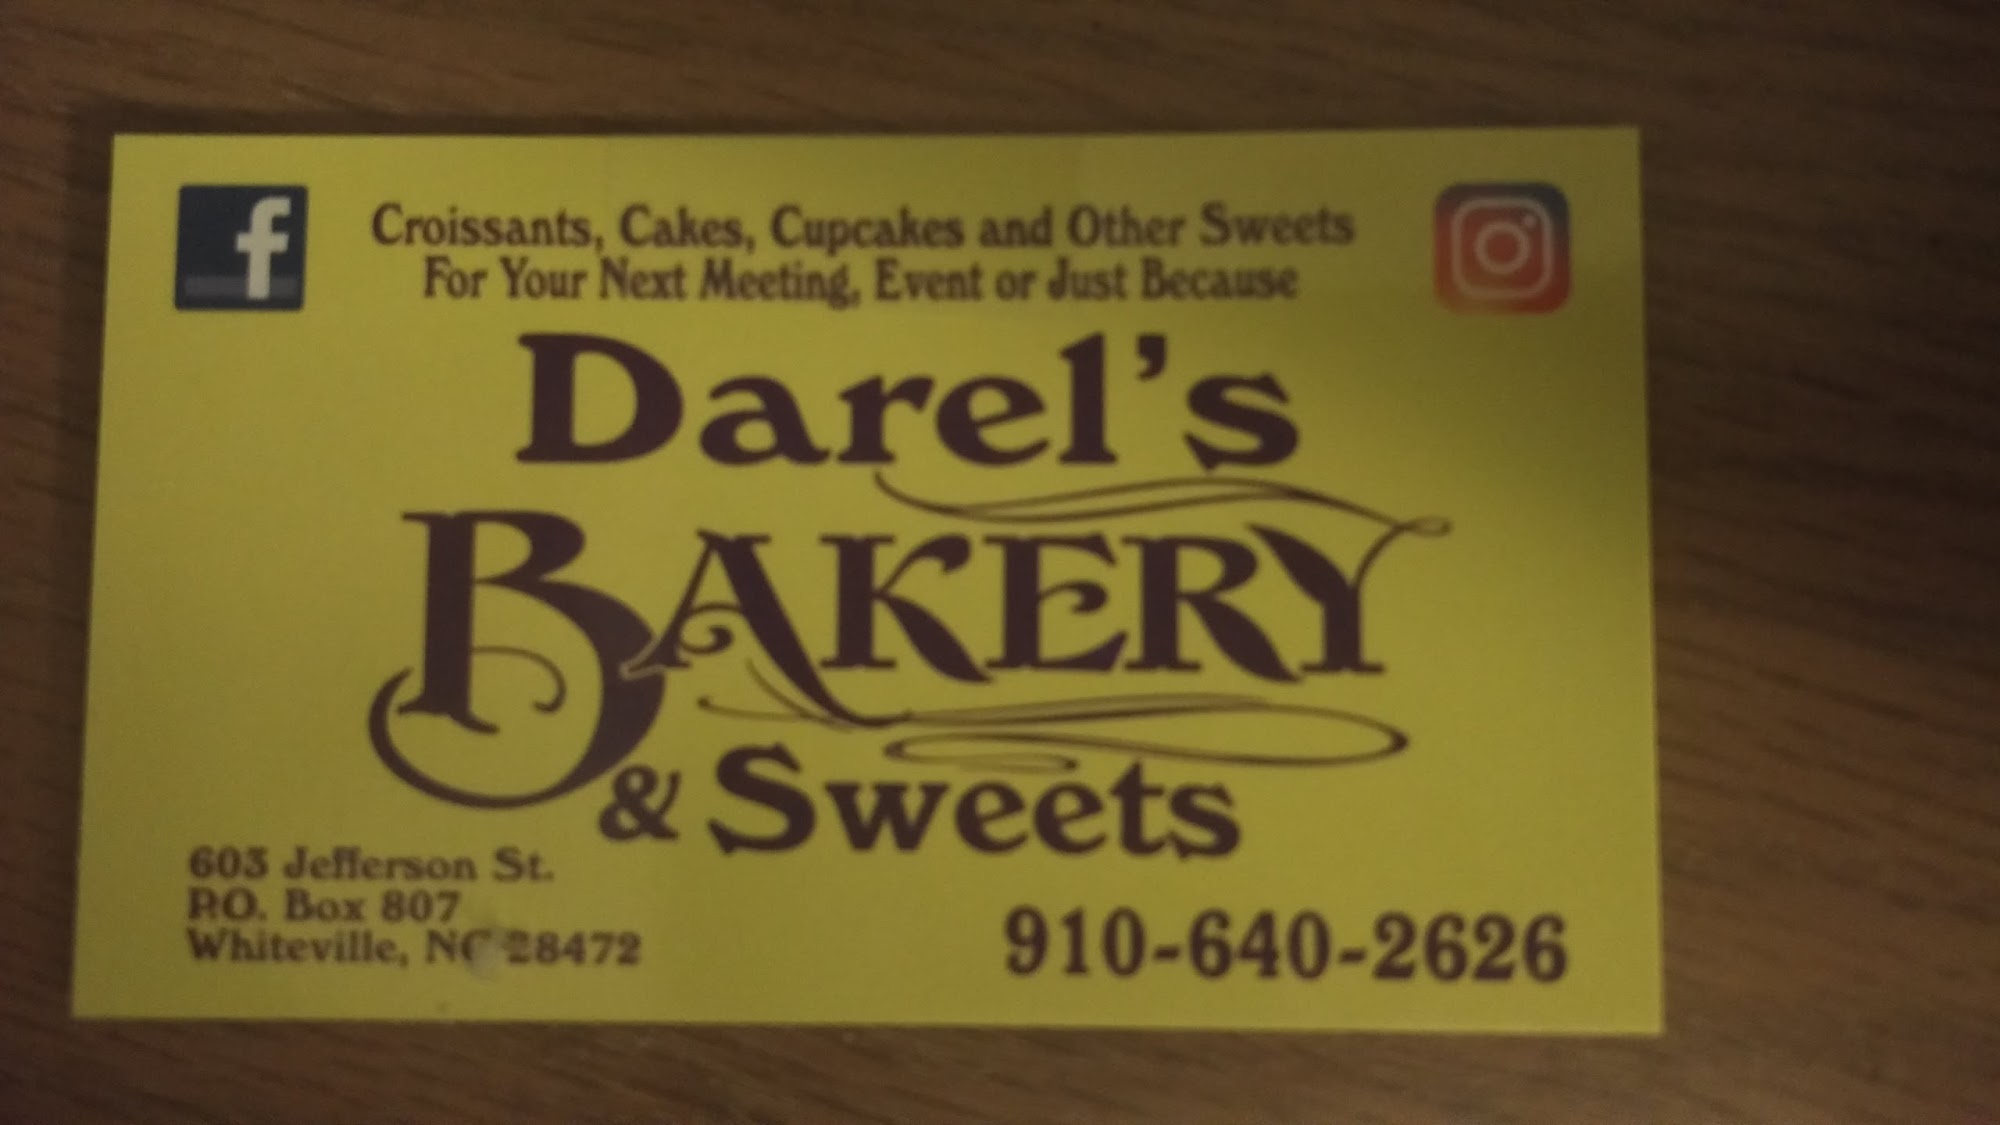 Croissants, Cakes, Cupcakes and Other Sweets
For Your Next Meeting, Event or Just Because
Darel's
BAKERY
& Sweets
603 Jefferson St.
P.O. Box 807
Whiteville, NC 28472
910-640-2626